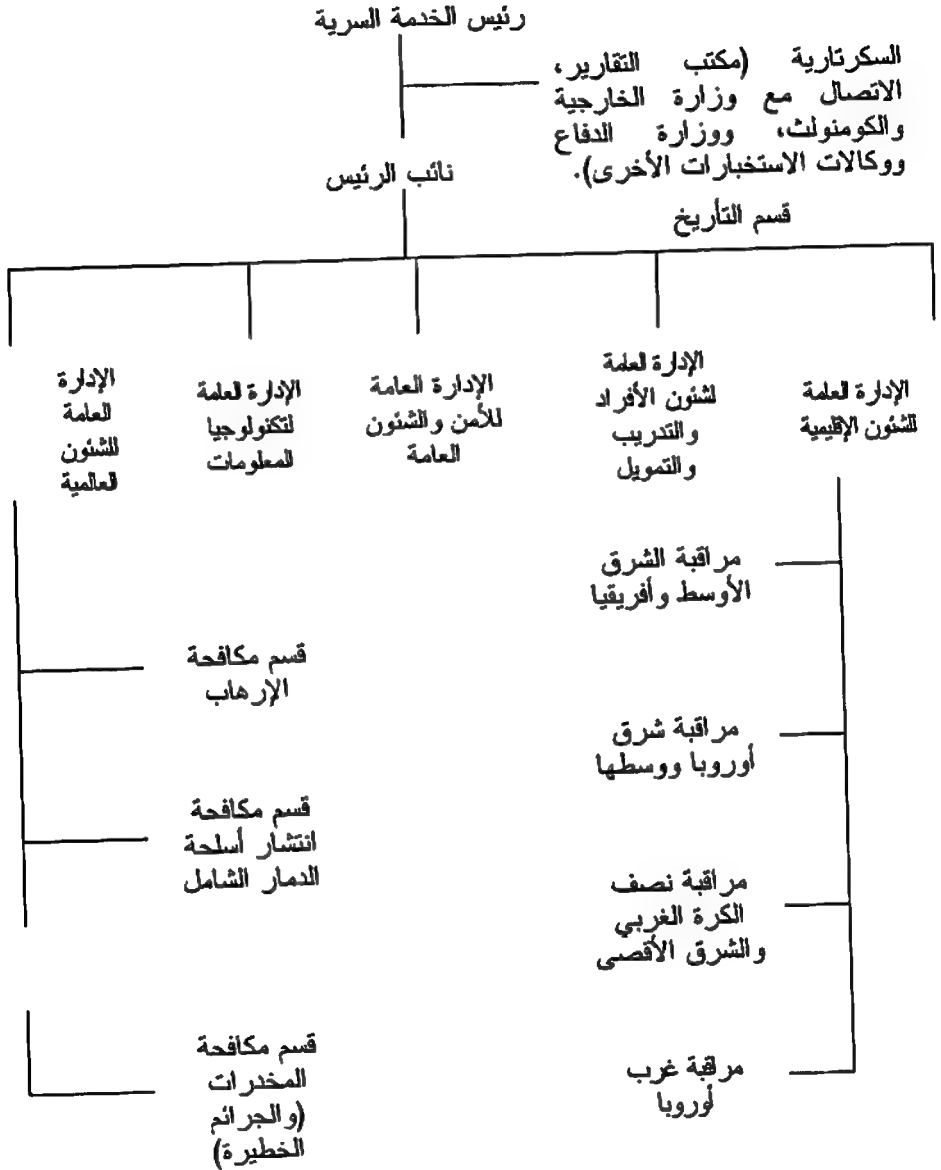 رئيس الخدمة السرية
السكرتارية (مكتب التقارير،
الاتصال مع وزارة الخارجية
والكومنولث، ووزارة الدفاع
ووكالات الاستخبارات الأخرى).
نائب الرئيس
قسم التأريخ
الإدارة العامة
للشئون الإقليمية
الإدارة العامة
لشئون الأفراد
والتدريب
والتمويل
الإدارة العامة
للأمن والشئون
العامة
الإدارة العامة
لتكنولوجيا
المعلومات
الإدارة
العامة
للشئون
العالمية
مراقبة الشرق
الأوسط وأفريقيا
مراقبة شرق
أوروبا ووسطها
مراقبة نصف
الكرة الغربي
والشرق الأقصى
مراقبة غرب
أوروبا
قسم مكافحة
الإرهاب
قسم مكافحة
انتشار أسلحة
الدمار الشامل
قسم مكافحة
المخدرات
(والجرائم
الخطيرة)